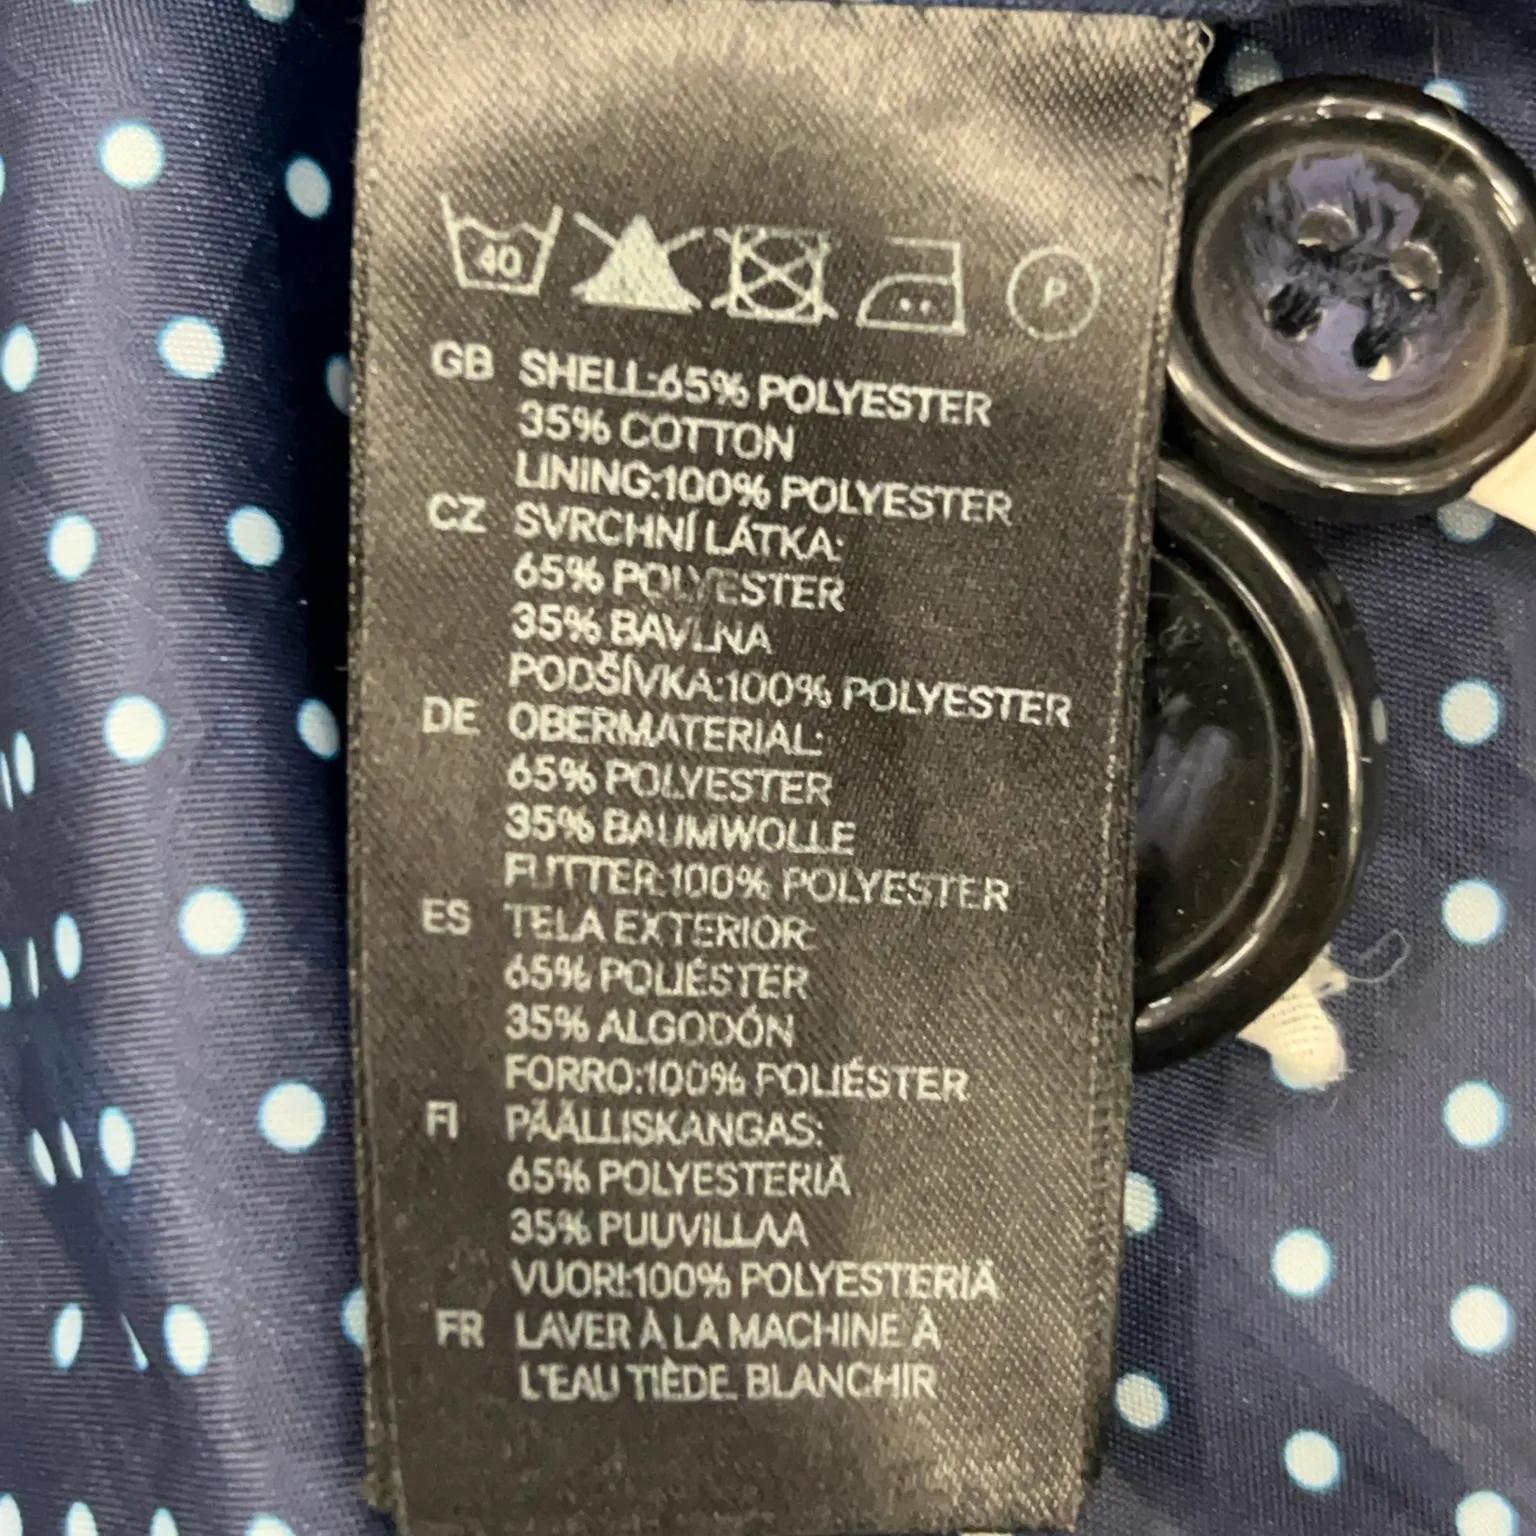 40
P
GB SHELL:65% POLYESTER
35% COTTON
LINING:100% POLYESTER
CZ SVRCHNÍ LÁTKA:
65% POLYESTER
35% BAVLNA
PODŠÍVKA:100% POLYESTER
DE OBERMATERIAL:
65% POLYESTER
35% BAUMWOLLE
FUTTER:100% POLYESTER
ES TELA EXTERIOR:
65% POLIÉSTER
35% ALGODÓN
FORRO:100% POLIÉSTER
FI PÄÄLLISKANGAS:
65% POLYESTERIÄ
35% PUUVILLAA
VUORI:100% POLYESTERIÄ
FR LAVER À LA MACHINE À
L'EAU TIÈDE. BLANCHIR